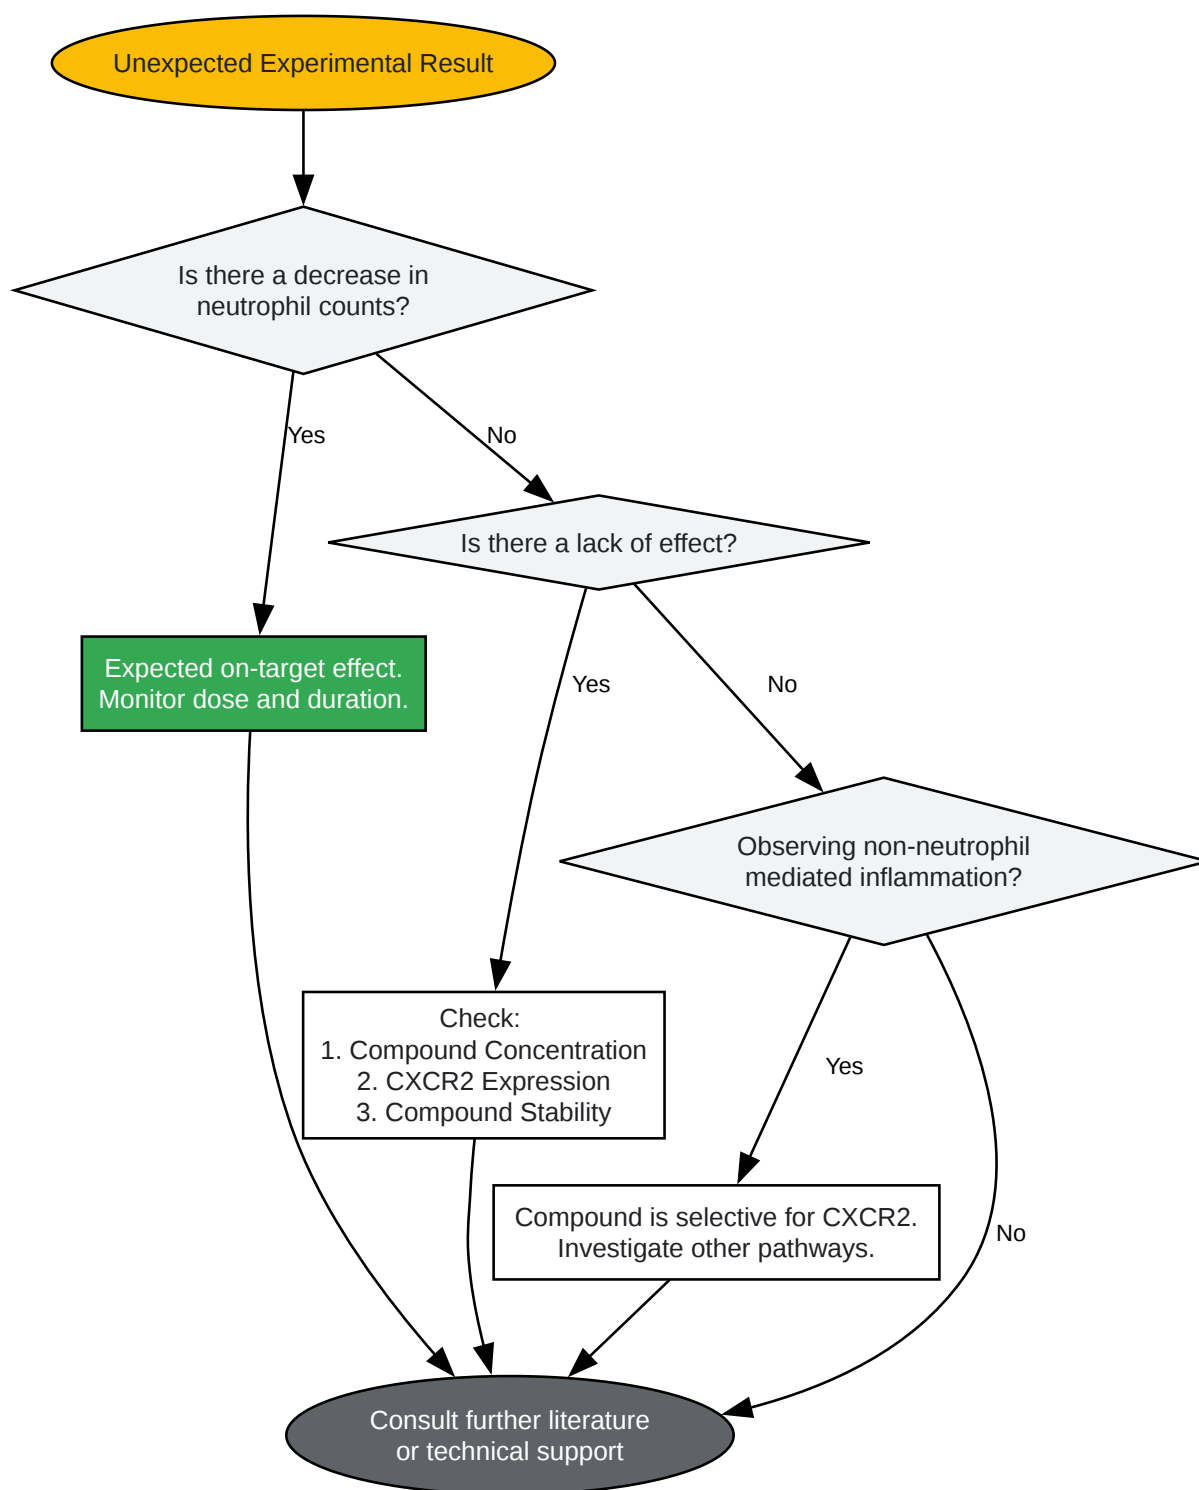 Unexpected Experimental Result
Is there a decrease in
neutrophil counts?
Yes
No
Is there a lack of effect?
Expected on-target effect.
Monitor dose and duration.
Yes
No
Observing non-neutrophil
mediated inflammation?
Check:
1. Compound Concentration
2. CXCR2 Expression
3. Compound Stability
Yes
Compound is selective for CXCR2.
Investigate other pathways.
No
Consult further literature
or technical support